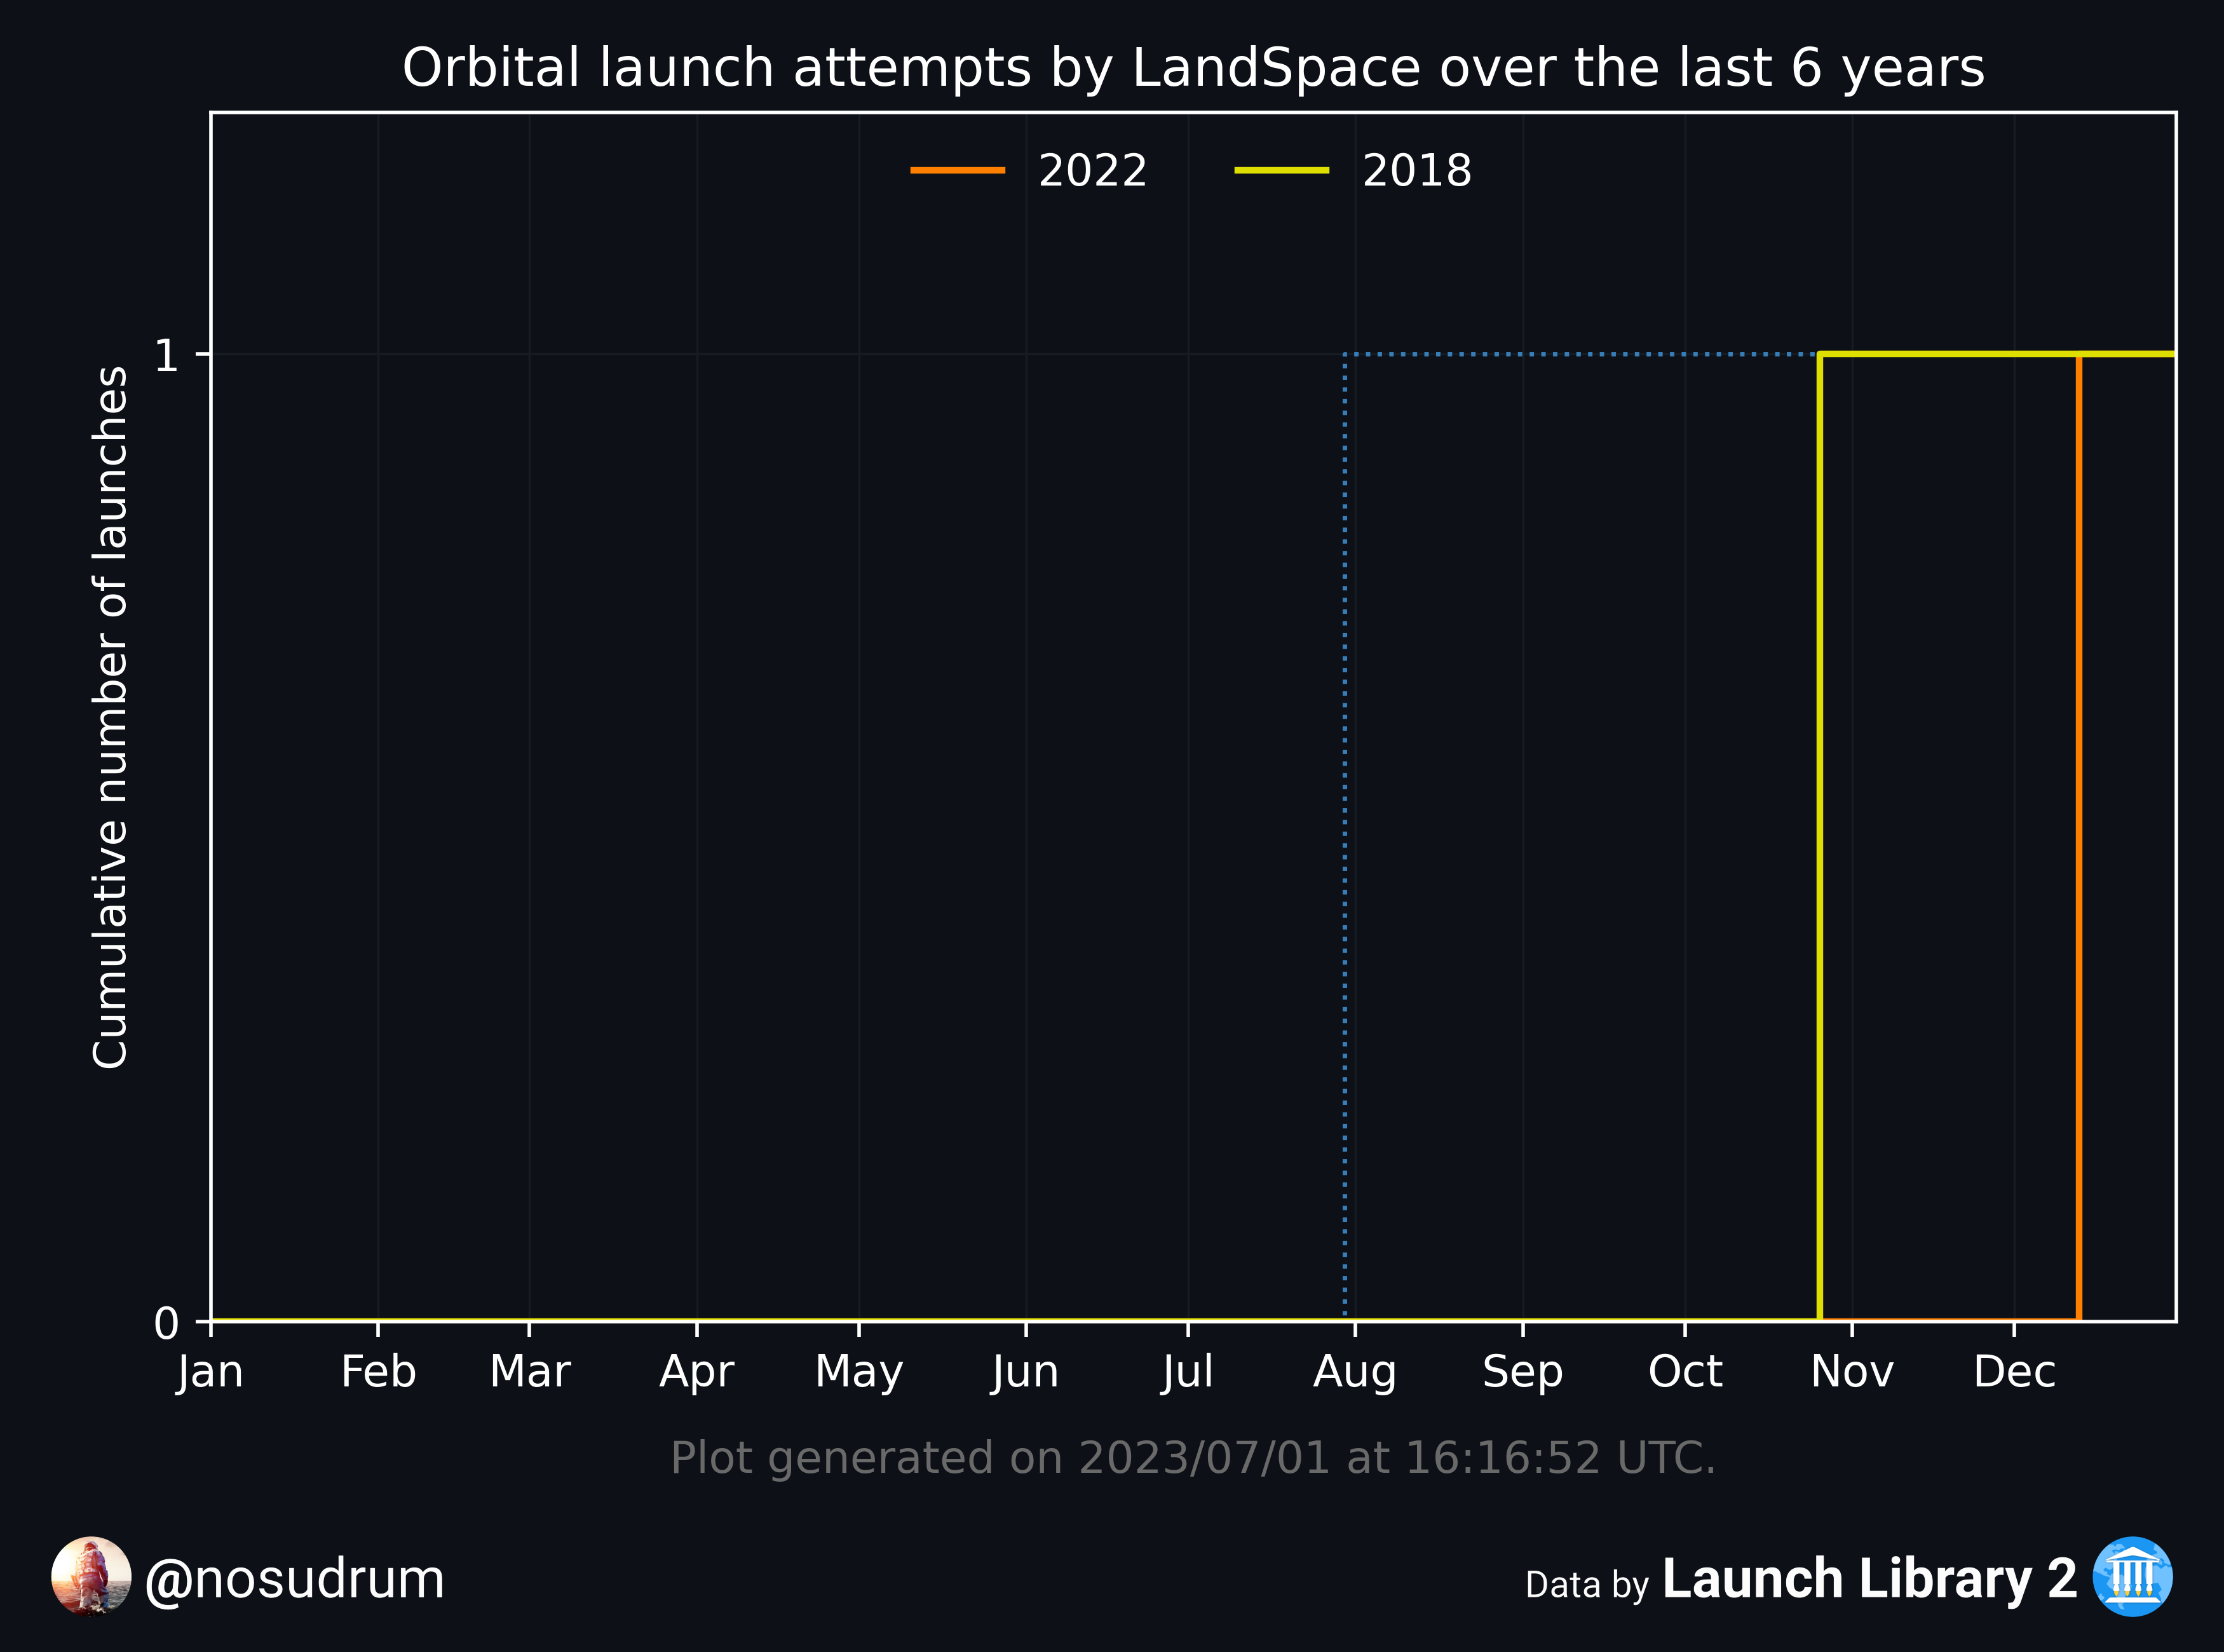 Orbital launch attempts by LandSpace over the last 6 years
2022 2018
Cumulative number of launches
1
0
Jan Feb Mar Apr May Jun Jul Aug Sep Oct Nov Dec
Plot generated on 2023/07/01 at 16:16:52 UTC.
@nosudrum
Data by Launch Library 2